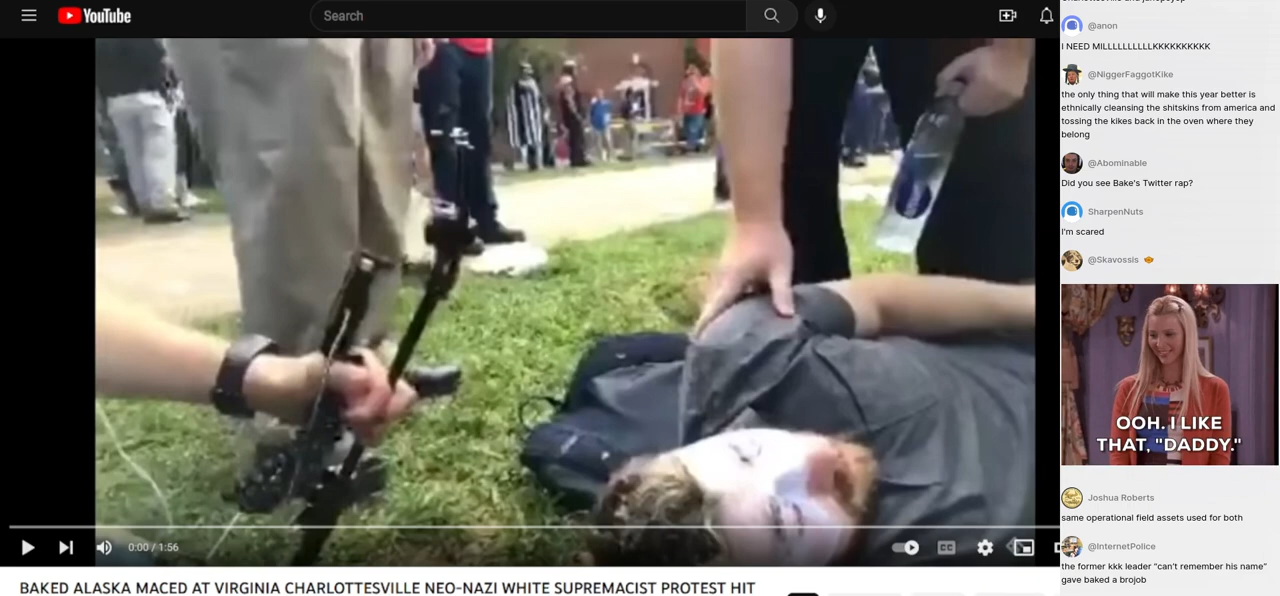 YouTube
Search
BAKED ALASKA MACED AT VIRGINIA CHARLOTTESVILLE NEO-NAZI WHITE SUPREMACIST PROTEST HIT
0:00 / 1:56
CC
@anon
I NEED MILLLLLLLLLLKKKKKKKKKK
@NiggerFaggotKike
the only thing that will make this year better is
ethnically cleansing the shitskins from america and
tossing the kikes back in the oven where they
belong
@Abominable
Did you see Bake's Twitter rap?
SharpenNuts
I'm scared
@Skavossis
OOH. I LIKE
THAT, "DADDY."
Joshua Roberts
same operational field assets used for both
@InternetPolice
the former kkk leader “can't remember his name”
gave baked a brojob